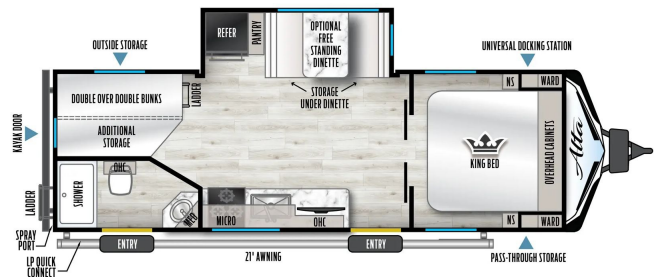 OUTSIDE STORAGE
REFER
PANTRY
OPTIONAL
FREE
STANDING
DINETTE
UNIVERSAL DOCKING STATION
NS
WARD
DOUBLE OVER DOUBLE BUNKS
LADDER
STORAGE
UNDER DINETTE
KAYAK DOOR
ADDITIONAL
STORAGE
KING BED
OVERHEAD CABINETS
Alta
OHC
SHOWER
MED
LADDER
MICRO
OHC
NS
WARD
SPRAY
PORT
ENTRY
ENTRY
LP QUICK
CONNECT
21' AWNING
PASS-THROUGH STORAGE